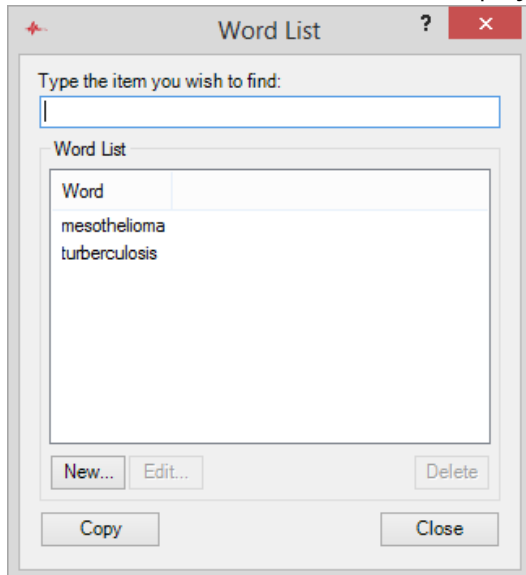 Word List ? ×
Type the item you wish to find:
Word List
Word
mesothelioma
turberculosis
New... Edit... Delete
Copy Close